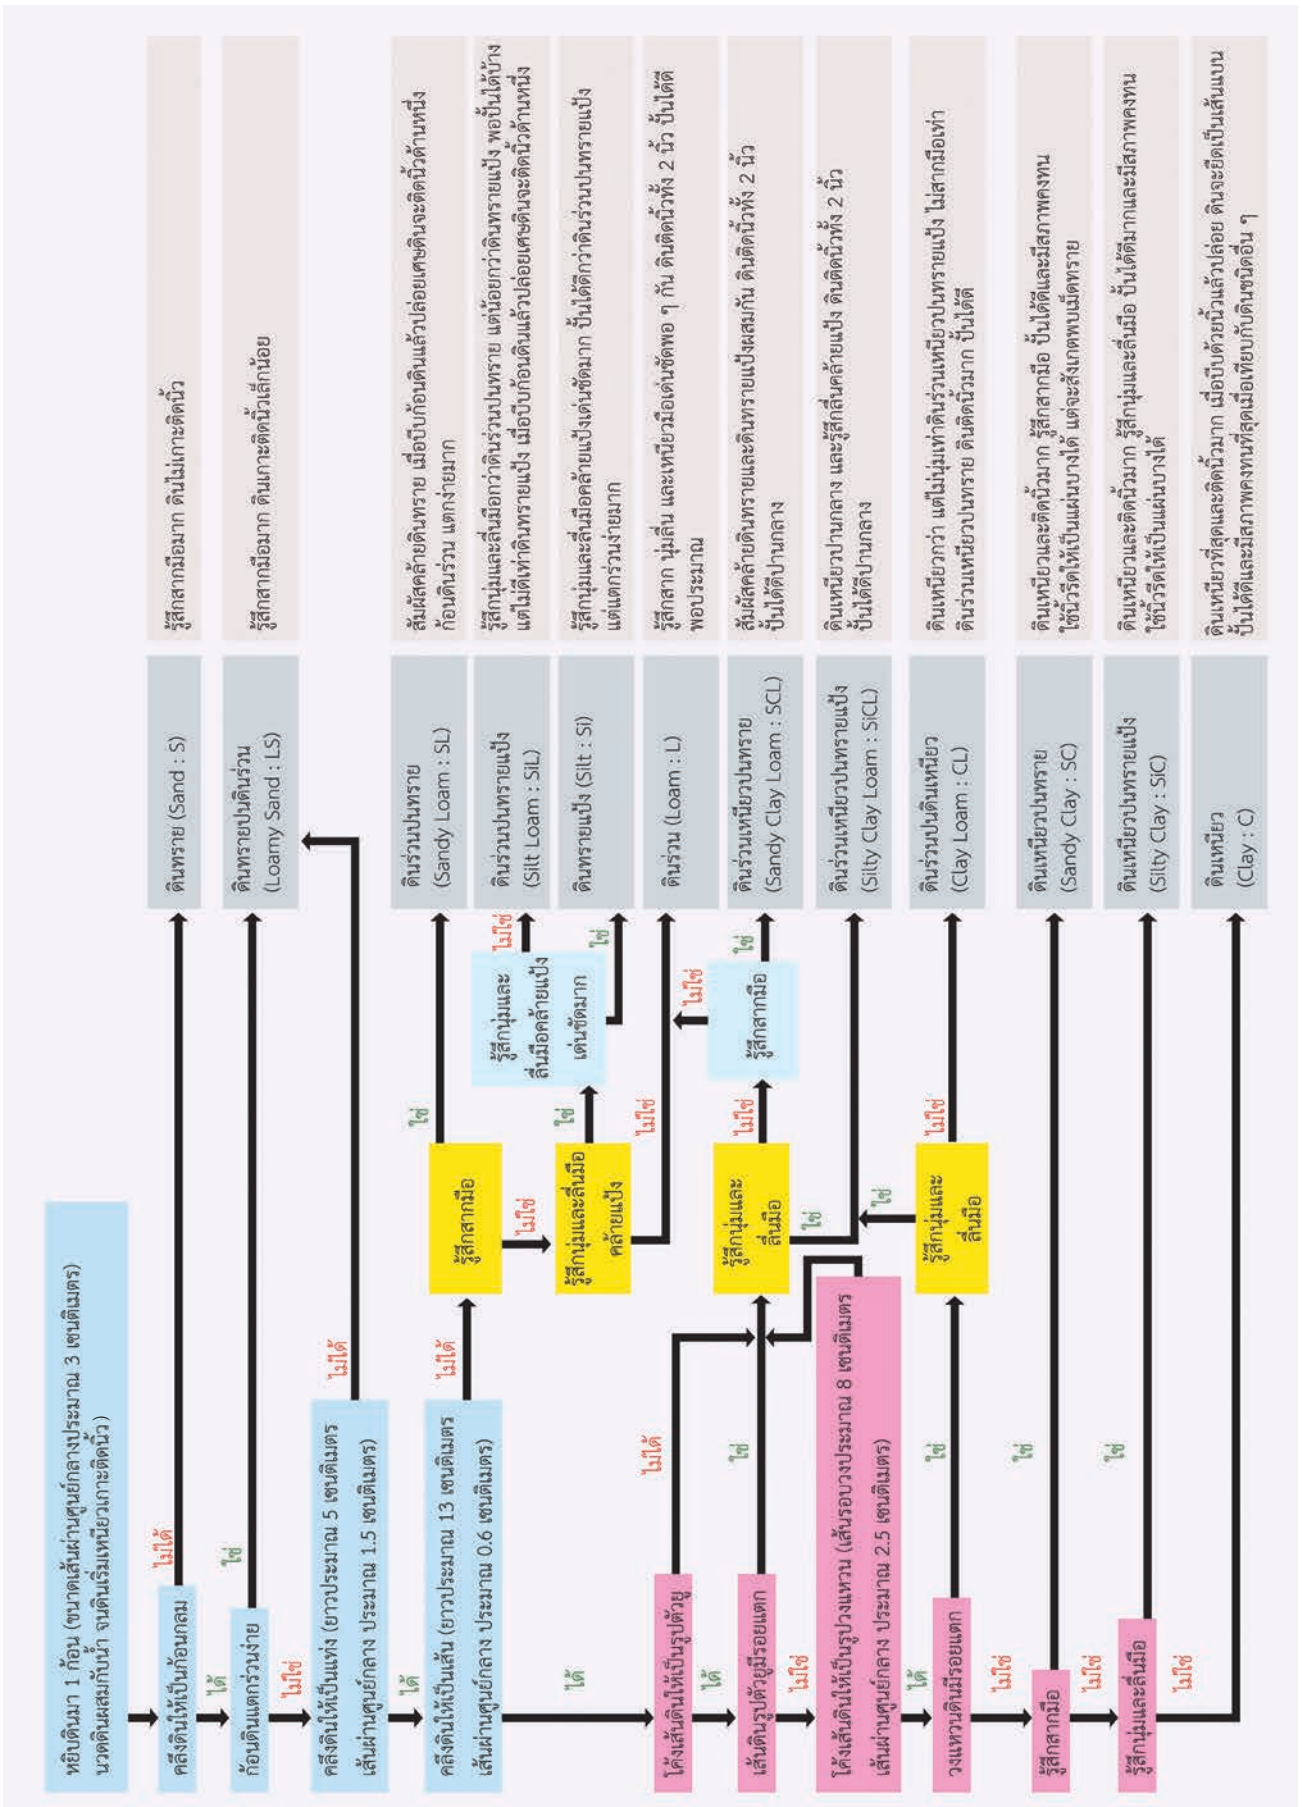 หยิบดินมา 1 ก้อน (ขนาดเส้นผ่านศูนย์กลางประมาณ 3 เซนติเมตร)
นวดดินผสมกับน้ำ จนดินเริ่มเหนียวเกาะติดนิ้ว)
คลึงดินให้เป็นก้อนกลม
ไม่ได้
ดินทราย (Sand : S)
รู้สึกสากมือมาก ดินไม่เกาะติดนิ้ว
ได้
ก้อนดินแตกร่วนง่าย
ใช่
ดินทรายปนดินร่วน
(Loamy Sand : LS)
รู้สึกสากมือมาก ดินเกาะติดนิ้วเล็กน้อย
ไม่ใช่
คลึงดินให้เป็นแท่ง (ยาวประมาณ 5 เซนติเมตร
เส้นผ่านศูนย์กลาง ประมาณ 1.5 เซนติเมตร)
ไม่ได้
ได้
คลึงดินให้เป็นเส้น (ยาวประมาณ 13 เซนติเมตร
เส้นผ่านศูนย์กลาง ประมาณ 0.6 เซนติเมตร)
ไม่ได้
รู้สึกสากมือ
ใช่
ดินร่วนปนทราย
(Sandy Loam : SL)
สัมผัสคล้ายดินทราย เมื่อบีบก้อนดินแล้วปล่อยเศษดินจะติดนิ้วด้านหนึ่ง
ก้อนดินร่วน แตกง่ายมาก
ไม่ใช่
รู้สึกนุ่มและลื่นมือ
คล้ายแป้ง
ใช่
รู้สึกนุ่มและ
ลื่นมือคล้ายแป้ง
เด่นชัดมาก
ไม่ใช่
ดินร่วนปนทรายแป้ง
(Silt Loam : SiL)
รู้สึกนุ่มและลื่นมือกว่าดินร่วนปนทราย แต่น้อยกว่าดินทรายแป้ง พอปั้นได้บ้าง
แต่ไม่ดีเท่าดินทรายแป้ง เมื่อบีบก้อนดินแล้วปล่อยเศษดินจะติดนิ้วด้านหนึ่ง
ใช่
ดินทรายแป้ง (Silt : Si)
รู้สึกนุ่มและลื่นมือคล้ายแป้งเด่นชัดมาก ปั้นได้ดีกว่าดินร่วนปนทรายแป้ง
แต่แตกร่วนง่ายมาก
ไม่ใช่
ดินร่วน (Loam : L)
รู้สึกสาก นุ่มลื่น และเหนียวมือเด่นชัดพอ ๆ กัน ดินติดนิ้วทั้ง 2 นิ้ว ปั้นได้ดี
พอประมาณ
ได้
โค้งเส้นดินให้เป็นรูปตัวยู
ไม่ได้
ได้
เส้นดินรูปตัวยูมีรอยแตก
ใช่
รู้สึกนุ่มและ
ลื่นมือ
ไม่ใช่
รู้สึกสากมือ
ไม่ใช่
ใช่
ดินร่วนเหนียวปนทราย
(Sandy Clay Loam : SCL)
สัมผัสคล้ายดินทรายและดินทรายแป้งผสมกัน ดินติดนิ้วทั้ง 2 นิ้ว
ปั้นได้ดีปานกลาง
ไม่ใช่
โค้งเส้นดินให้เป็นรูปวงแหวน (เส้นรอบวงประมาณ 8 เซนติเมตร
เส้นผ่านศูนย์กลาง ประมาณ 2.5 เซนติเมตร)
ใช่
ดินร่วนเหนียวปนทรายแป้ง
(Silty Clay Loam : SiCL)
ดินเหนียวปานกลาง และรู้สึกลื่นคล้ายแป้ง ดินติดนิ้วทั้ง 2 นิ้ว
ปั้นได้ดีปานกลาง
ได้
วงแหวนดินมีรอยแตก
ใช่
รู้สึกนุ่มและ
ลื่นมือ
ใช่
ไม่ใช่
ดินร่วนปนดินเหนียว
(Clay Loam : CL)
ดินเหนียวกว่า แต่ไม่นุ่มเท่าดินร่วนเหนียวปนทรายแป้ง ไม่สากมือเท่า
ดินร่วนเหนียวปนทราย ดินติดนิ้วมาก ปั้นได้ดี
ไม่ใช่
รู้สึกสากมือ
ใช่
ดินเหนียวปนทราย
(Sandy Clay : SC)
ดินเหนียวและติดนิ้วมาก รู้สึกสากมือ ปั้นได้ดีและมีสภาพคงทน
ใช้นิ้วรีดให้เป็นแผ่นบางได้ แต่จะสังเกตพบเม็ดทราย
ไม่ใช่
รู้สึกนุ่มและลื่นมือ
ใช่
ดินเหนียวปนทรายแป้ง
(Silty Clay : SiC)
ดินเหนียวและติดนิ้วมาก รู้สึกนุ่มและลื่นมือ ปั้นได้ดีมากและมีสภาพคงทน
ใช้นิ้วรีดให้เป็นแผ่นบางได้
ไม่ใช่
ดินเหนียว
(Clay : C)
ดินเหนียวที่สุดและติดนิ้วมาก เมื่อบีบด้วยนิ้วแล้วปล่อย ดินจะยืดเป็นเส้นแบน
ปั้นได้ดีและมีสภาพคงทนที่สุดเมื่อเทียบกับดินชนิดอื่น ๆ